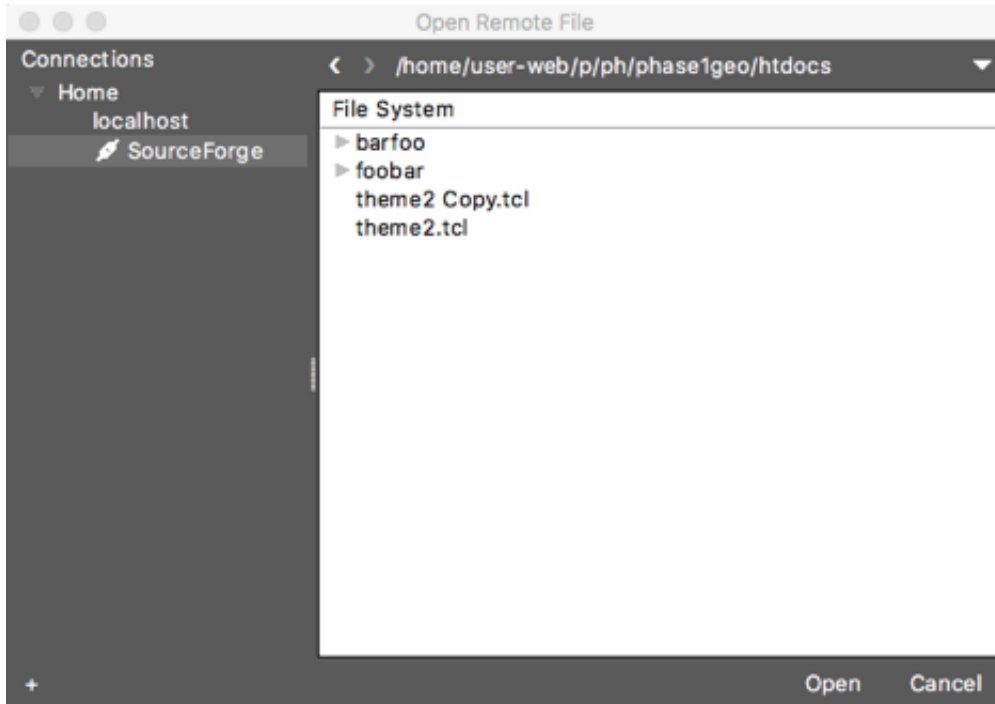 Open Remote File
Connections
Home
localhost
SourceForge
/home/user-web/p/ph/phase1geo/htdocs
File System
barfoo
foobar
theme2 Copy.tcl
theme2.tcl
+
Open
Cancel